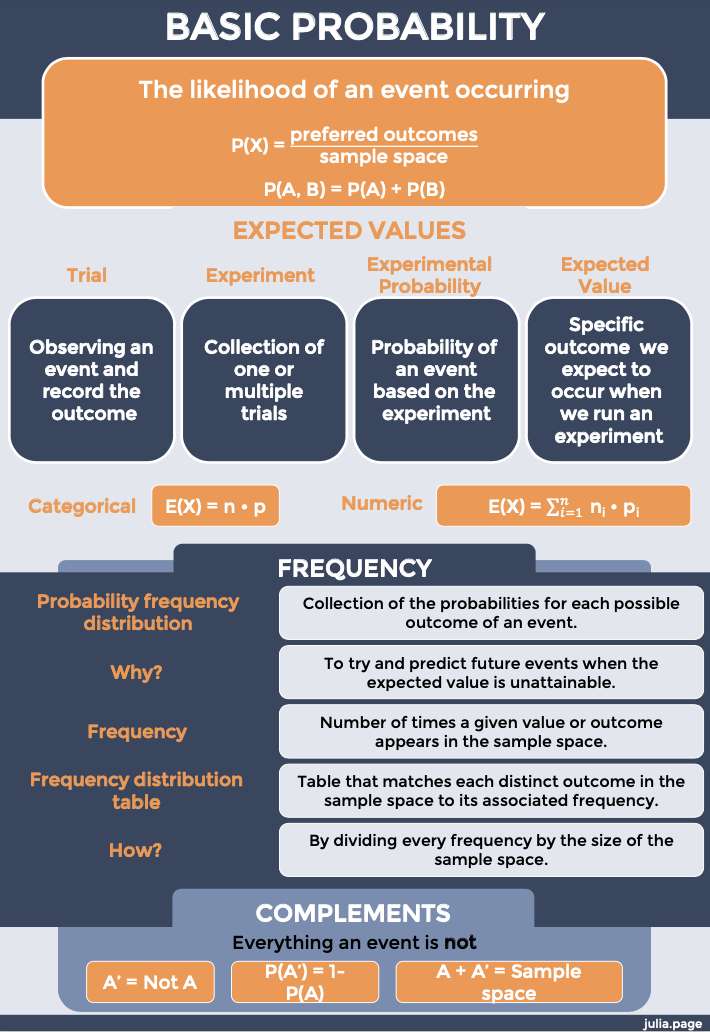 BASIC PROBABILITY
The likelihood of an event occurring
P(X) = preferred outcomes
sample space
P(A, B) = P(A) + P(B)
EXPECTED VALUES
Trial
Observing an
event and
record the
outcome
Experiment
Collection of
one or
multiple
trials
Experimental
Probability
Probability of
an event
based on the
experiment
Expected
Value
Specific
outcome we
expect to
occur when
we run an
experiment
Categorical
E(X) = n • p
Numeric
E(X) = ∑ⁿᵢ₌₁ nᵢ • pᵢ
FREQUENCY
Probability frequency
distribution
Collection of the probabilities for each possible
outcome of an event.
Why?
To try and predict future events when the
expected value is unattainable.
Frequency
Number of times a given value or outcome
appears in the sample space.
Frequency distribution
table
Table that matches each distinct outcome in the
sample space to its associated frequency.
How?
By dividing every frequency by the size of the
sample space.
COMPLEMENTS
Everything an event is not
A’ = Not A
P(A’) = 1-
P(A)
A + A’ = Sample
space
julia.page